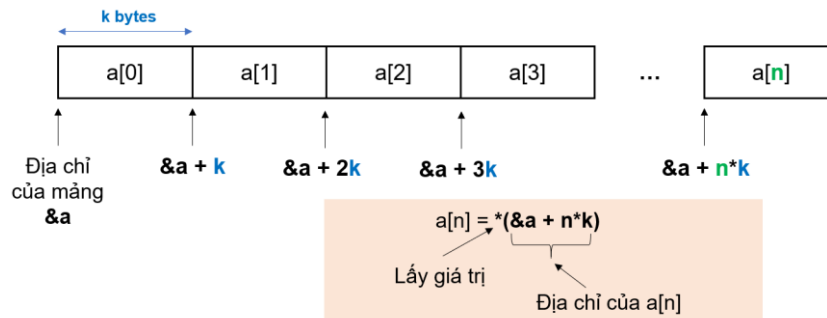 k bytes
a[0] a[1] a[2] a[3] ... a[n]
Địa chỉ
của mảng
&a
&a + k &a + 2k &a + 3k &a + n*k
a[n] = *(&a + n*k)
Lấy giá trị
Địa chỉ của a[n]